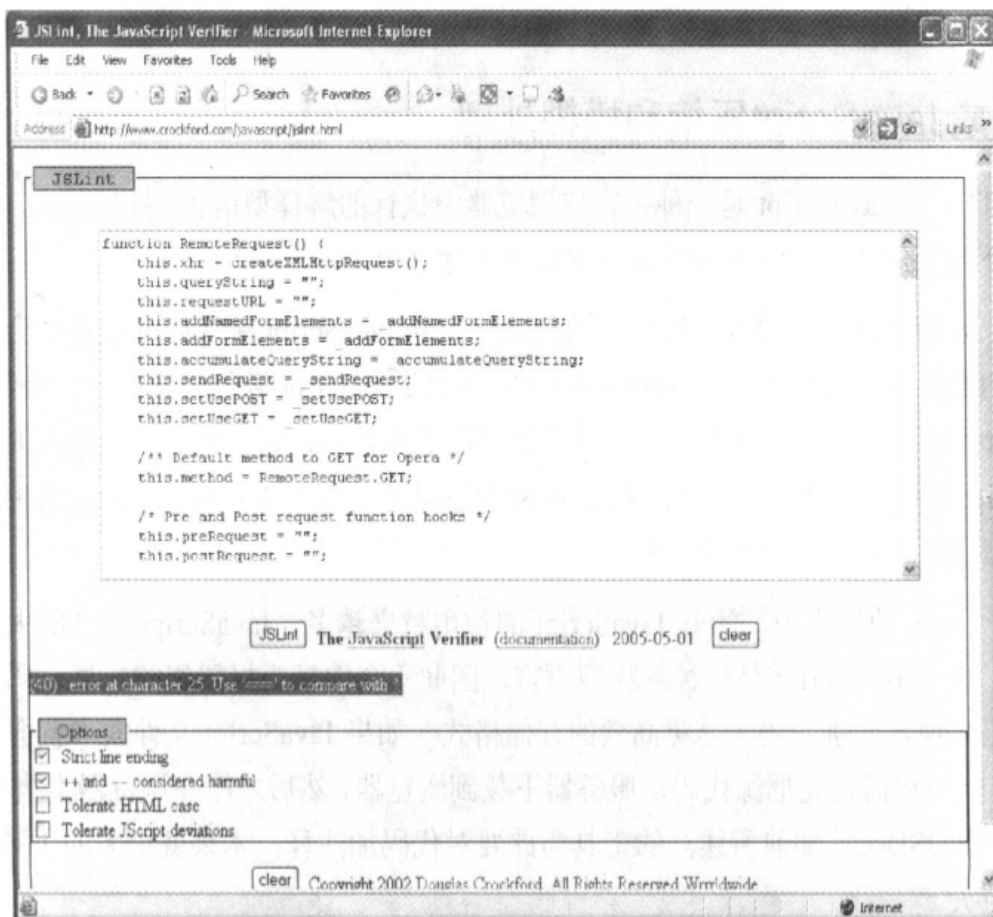 JSLint, The JavaScript Verifier - Microsoft Internet Explorer
File Edit View Favorites Tools Help
Back Search Favorites
Address http://www.crockford.com/javascript/jslint.html Go Links »
JSLint
function RemoteRequest() {
this.xhr = createXMLHttpRequest();
this.queryString = "";
this.requestURL = "";
this.addNamedFormElements = _addNamedFormElements;
this.addFormElements = _addFormElements;
this.accumulateQueryString = _accumulateQueryString;
this.sendRequest = _sendRequest;
this.setUsePOST = _setUsePOST;
this.setUseGET = _setUseGET;
/** Default method to GET for Opera */
this.method = RemoteRequest.GET;
/* Pre and Post request function hooks */
this.preRequest = "";
this.postRequest = "";
JSLint The JavaScript Verifier (documentation) 2005-05-01 clear
(40) : error at character 25: Use '===' to compare with
Options
Strict line ending
++ and -- considered harmful
Tolerate HTML case
Tolerate JScript deviations
clear Copyright 2002 Douglas Crockford. All Rights Reserved Wrrrldwide
Internet